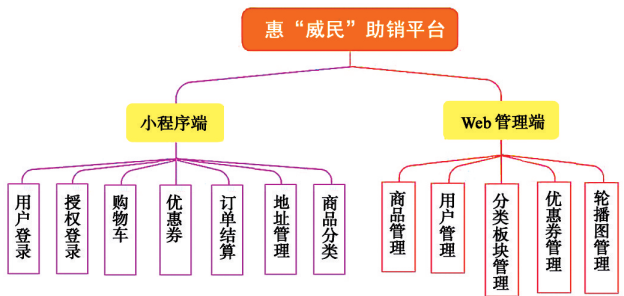 惠“威民”助销平台
小程序端
Web 管理端
用户登录
授权登录
购物车
优惠券
订单结算
地址管理
商品分类
商品管理
用户管理
分类板块管理
优惠券管理
轮播图管理